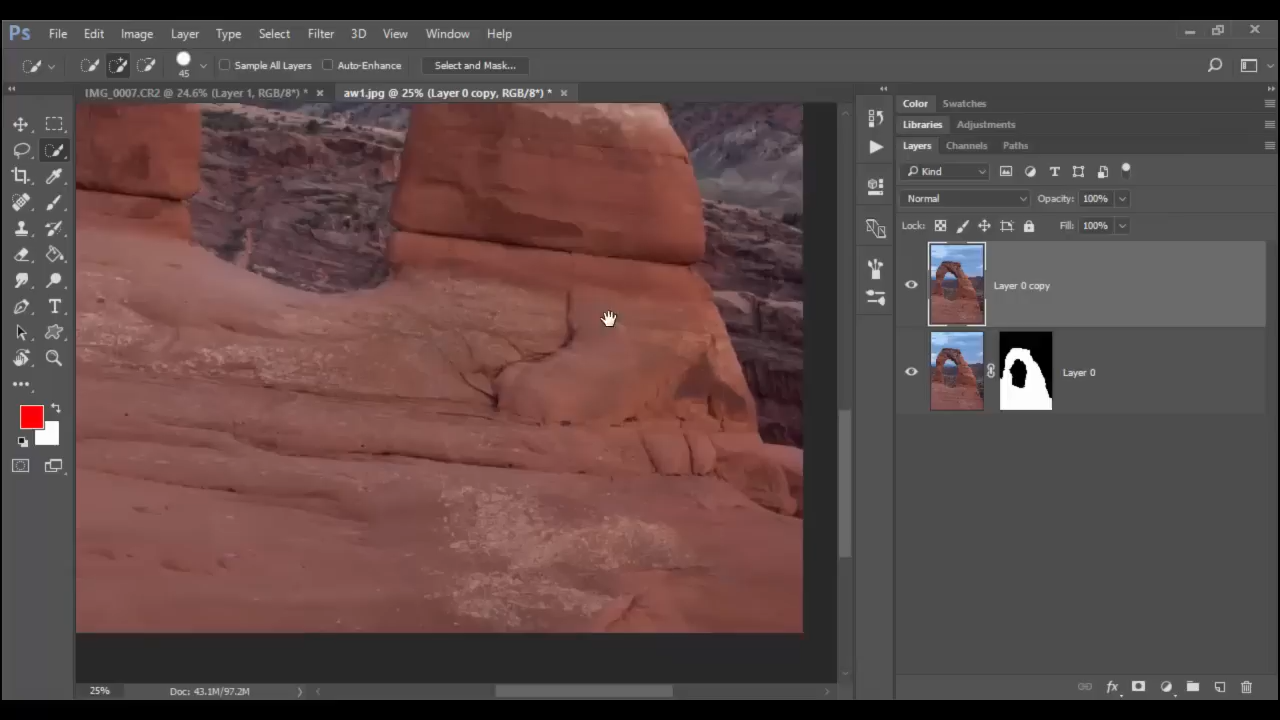 Ps File Edit Image Layer Type Select Filter 3D View Window Help
45 Sample All Layers Auto-Enhance Select and Mask...
IMG_0007.CR2 @ 24.6% (Layer 1, RGB/8*) * aw1.jpg @ 25% (Layer 0 copy, RGB/8*) *
Color Swatches
Libraries Adjustments
Layers Channels Paths
Kind
Normal Opacity: 100%
Lock: Fill: 100%
Layer 0 copy
Layer 0
25% Doc: 43.1M/97.2M